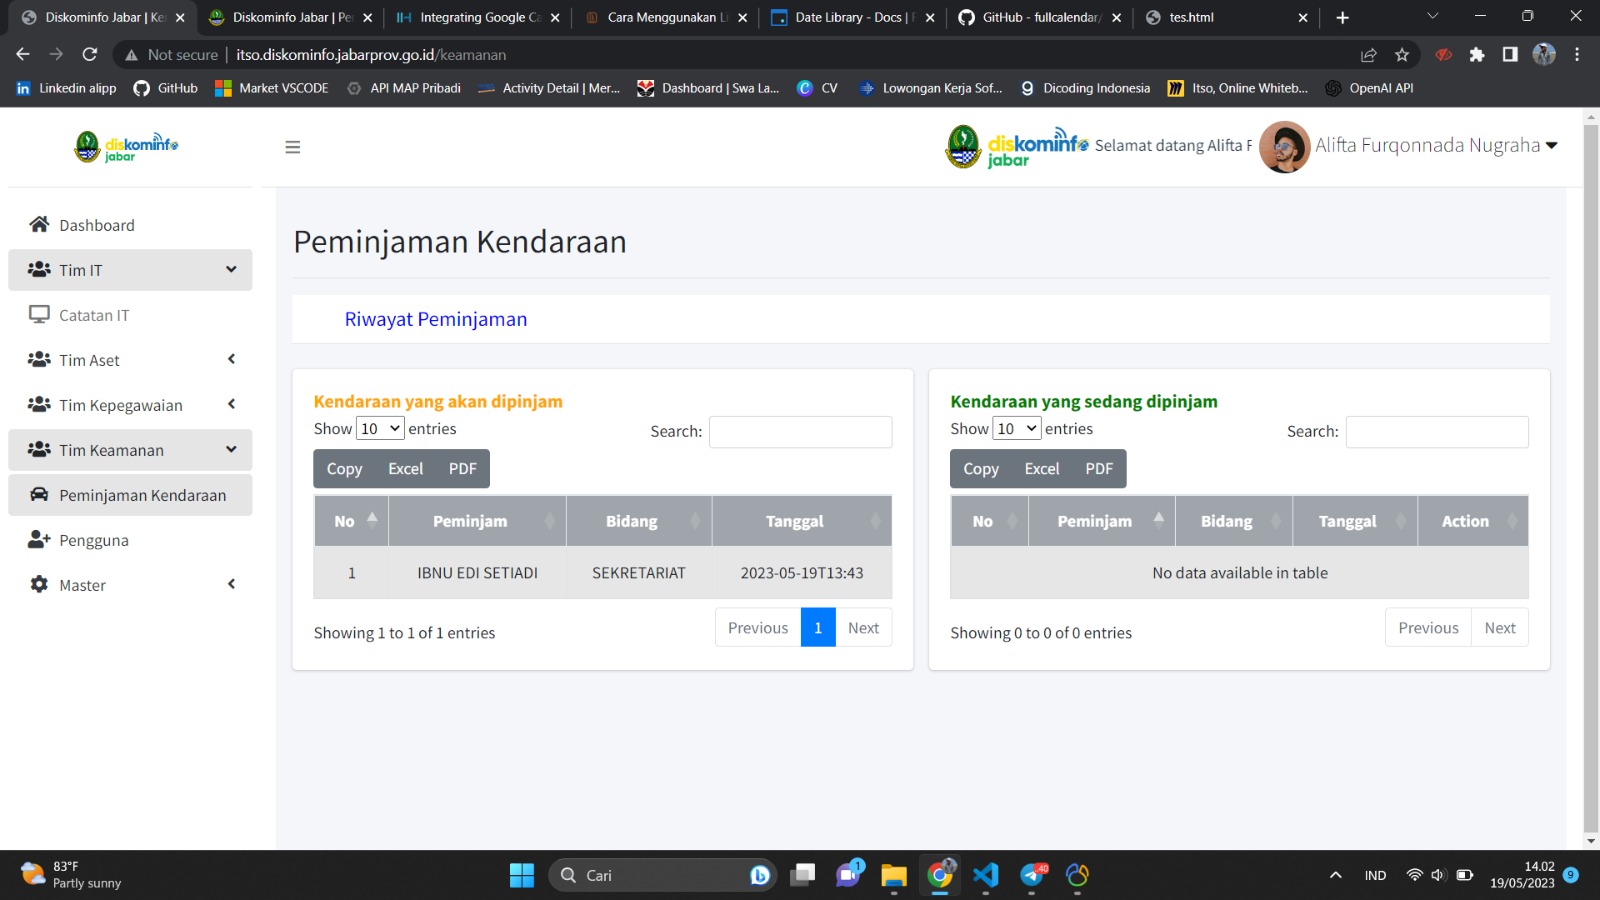 Diskominfo Jabar | Ke
Diskominfo Jabar | Pe
Integrating Google Ca
Cara Menggunakan Li
Date Library - Docs | F
GitHub - fullcalendar/
tes.html
Not secure | itso.diskominfo.jabarprov.go.id/keamanan
Linkedin alipp
GitHub
Market VSCODE
API MAP Pribadi
Activity Detail | Mer...
Dashboard | Swa La...
CV
Lowongan Kerja Sof...
Dicoding Indonesia
Itso, Online Whiteb...
OpenAI API
diskominfo
jabar
diskominfo
jabar
Selamat datang Alifta F
Alifta Furqonnada Nugraha
Dashboard
Tim IT
Catatan IT
Tim Aset
Tim Kepegawaian
Tim Keamanan
Peminjaman Kendaraan
Pengguna
Master
Peminjaman Kendaraan
Riwayat Peminjaman
Kendaraan yang akan dipinjam
Show 10 entries
Search:
Copy Excel PDF
No Peminjam Bidang Tanggal
1 IBNU EDI SETIADI SEKRETARIAT 2023-05-19T13:43
Showing 1 to 1 of 1 entries
Previous 1 Next
Kendaraan yang sedang dipinjam
Show 10 entries
Search:
Copy Excel PDF
No Peminjam Bidang Tanggal Action
No data available in table
Showing 0 to 0 of 0 entries
Previous Next
83°F
Partly sunny
Cari
1
40
IND
14.02
19/05/2023
9